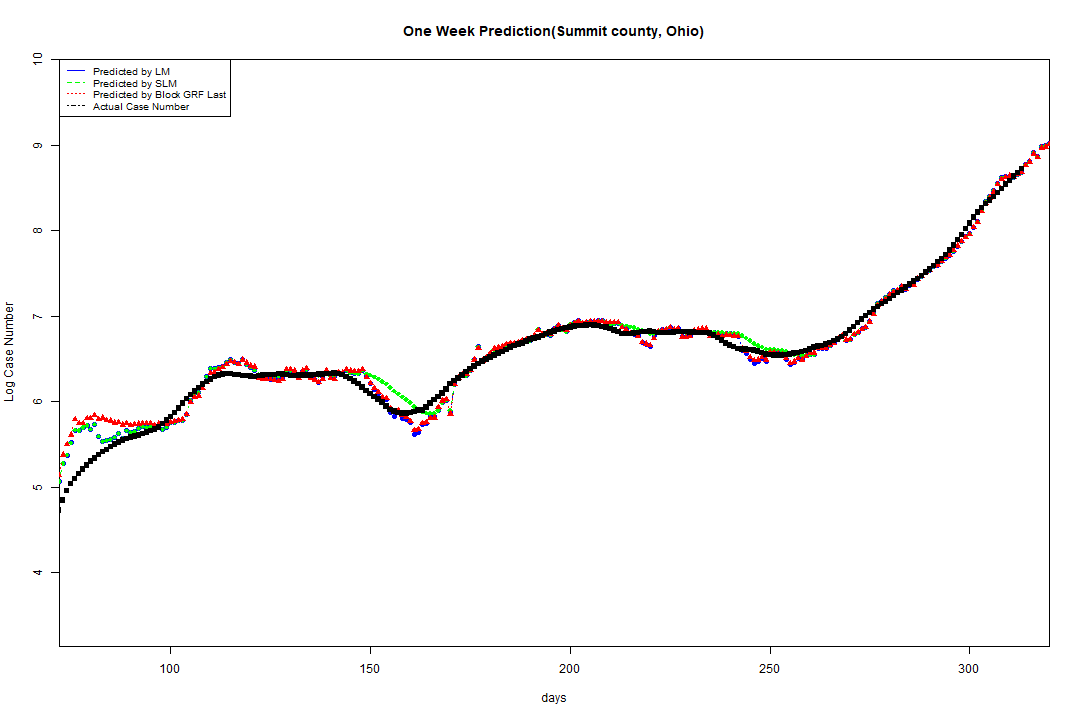 One Week Prediction(Summit county, Ohio)
Predicted by LM
Predicted by SLM
Predicted by Block GRF Last
Actual Case Number
10
9
8
7
6
5
4
Log Case Number
100 150 200 250 300
days